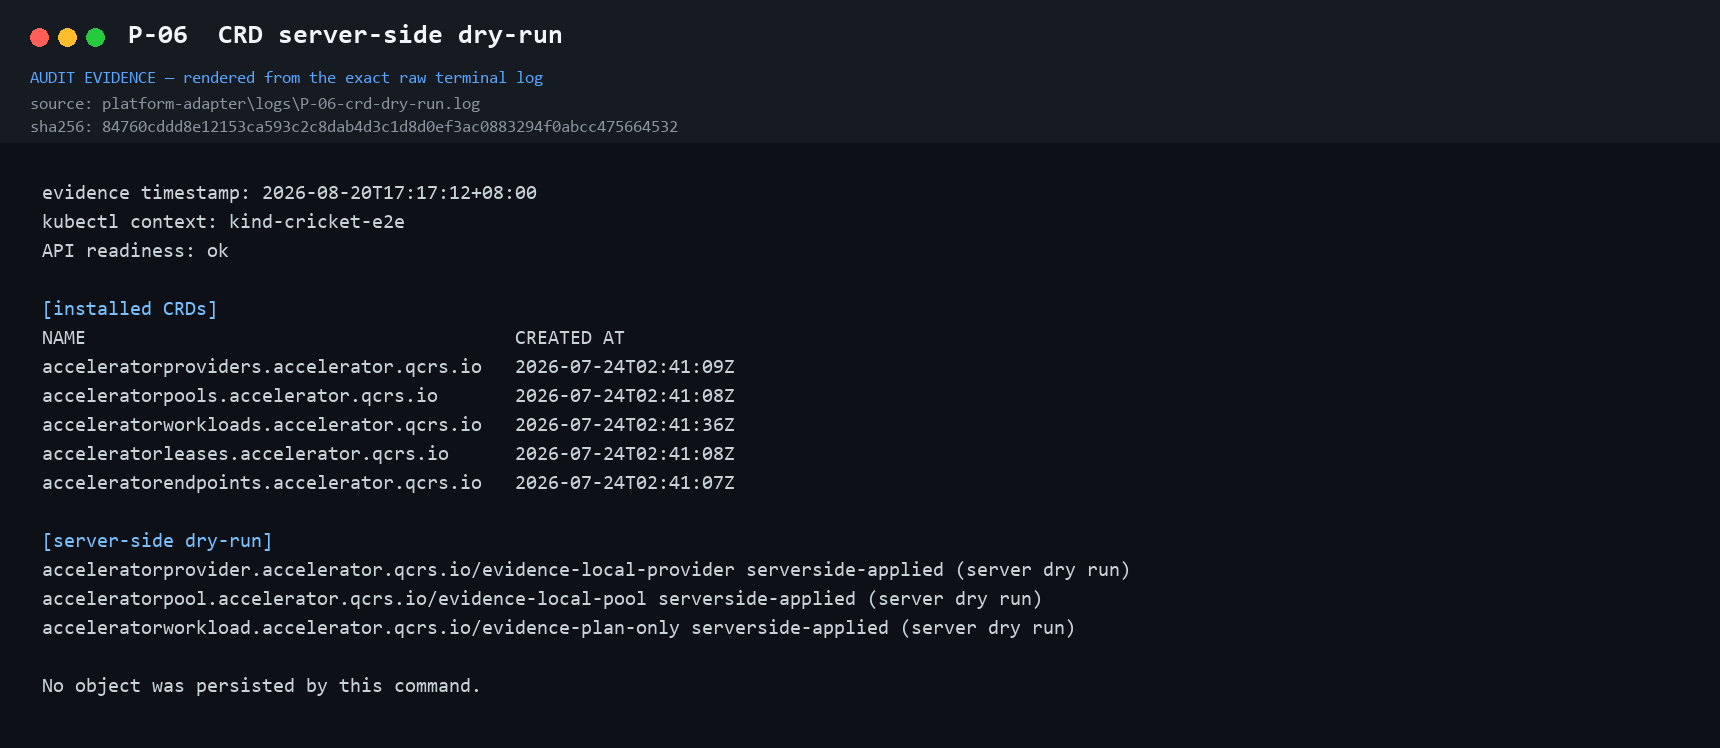 P-06  CRD server-side dry-run
AUDIT EVIDENCE — rendered from the exact raw terminal log
source: platform-adapter\logs\P-06-crd-dry-run.log
sha256: 84760cddd8e12153ca593c2c8dab4d3c1d8d0ef3ac0883294f0abcc475664532
evidence timestamp: 2026-08-20T17:17:12+08:00
kubectl context: kind-cricket-e2e
API readiness: ok
[installed CRDs]
NAME                                       CREATED AT
acceleratorproviders.accelerator.qcrs.io   2026-07-24T02:41:09Z
acceleratorpools.accelerator.qcrs.io       2026-07-24T02:41:08Z
acceleratorworkloads.accelerator.qcrs.io   2026-07-24T02:41:36Z
acceleratorleases.accelerator.qcrs.io      2026-07-24T02:41:08Z
acceleratorendpoints.accelerator.qcrs.io   2026-07-24T02:41:07Z
[server-side dry-run]
acceleratorprovider.accelerator.qcrs.io/evidence-local-provider serverside-applied (server dry run)
acceleratorpool.accelerator.qcrs.io/evidence-local-pool serverside-applied (server dry run)
acceleratorworkload.accelerator.qcrs.io/evidence-plan-only serverside-applied (server dry run)
No object was persisted by this command.